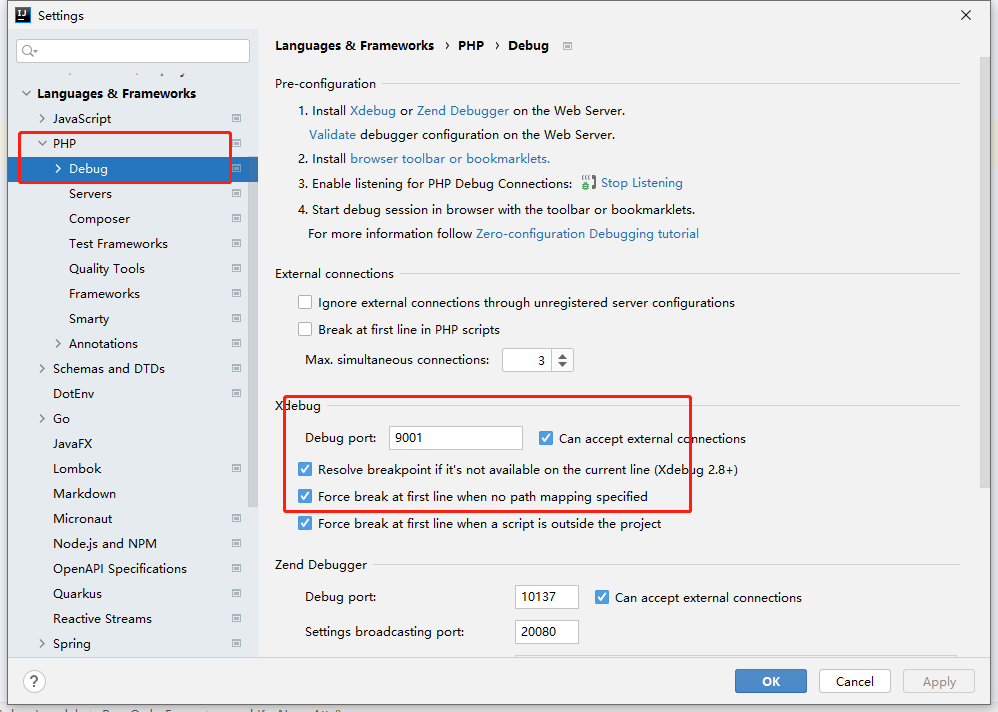 Settings
Languages & Frameworks
JavaScript
PHP
Debug
Servers
Composer
Test Frameworks
Quality Tools
Frameworks
Smarty
Annotations
Schemas and DTDs
DotEnv
Go
JavaFX
Lombok
Markdown
Micronaut
Node.js and NPM
OpenAPI Specifications
Quarkus
Reactive Streams
Spring
Languages & Frameworks › PHP › Debug
Pre-configuration
1. Install Xdebug or Zend Debugger on the Web Server.
Validate debugger configuration on the Web Server.
2. Install browser toolbar or bookmarklets.
3. Enable listening for PHP Debug Connections: Stop Listening
4. Start debug session in browser with the toolbar or bookmarklets.
For more information follow Zero-configuration Debugging tutorial
External connections
Ignore external connections through unregistered server configurations
Break at first line in PHP scripts
Max. simultaneous connections: 3
Xdebug
Debug port: 9001 Can accept external connections
Resolve breakpoint if it's not available on the current line (Xdebug 2.8+)
Force break at first line when no path mapping specified
Force break at first line when a script is outside the project
Zend Debugger
Debug port: 10137 Can accept external connections
Settings broadcasting port: 20080
? OK Cancel Apply